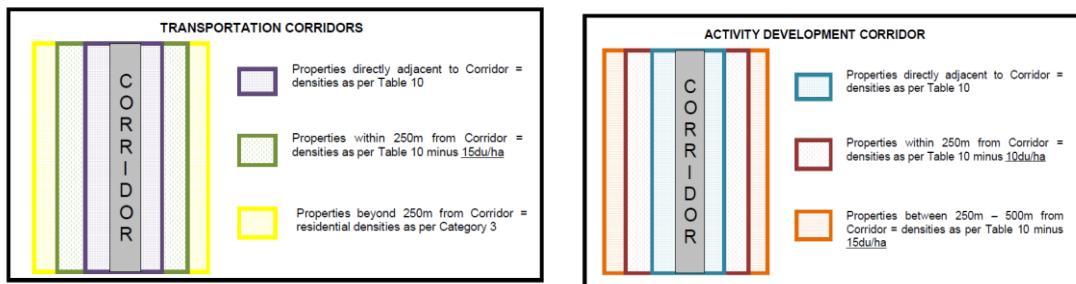 TRANSPORTATION CORRIDORS
CORRIDOR
Properties directly adjacent to Corridor =
densities as per Table 10
Properties within 250m from Corridor =
densities as per Table 10 minus 15du/ha
Properties beyond 250m from Corridor =
residential densities as per Category 3
ACTIVITY DEVELOPMENT CORRIDOR
CORRIDOR
Properties directly adjacent to Corridor =
densities as per Table 10
Properties within 250m from Corridor =
densities as per Table 10 minus 10du/ha
Properties between 250m – 500m from
Corridor = densities as per Table 10 minus
15du/ha